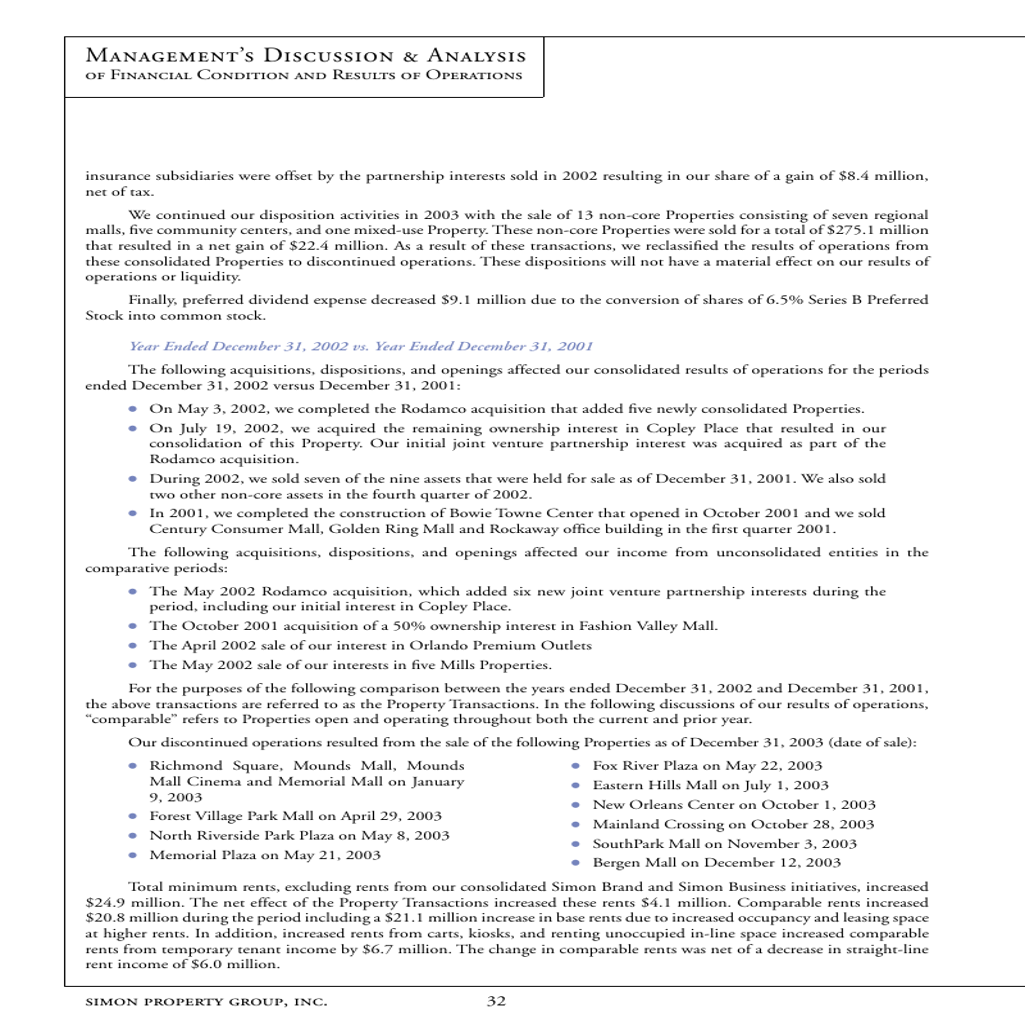 MANAGEMENT'S DISCUSSION & ANALYSIS
OF FINANCIAL CONDITION AND RESULTS OF OPERATIONS
insurance subsidiaries were offset by the partnership interests sold in 2002 resulting in our share of a gain of $8.4 million,
net of tax.
We continued our disposition activities in 2003 with the sale of 13 non-core Properties consisting of seven regional
malls, five community centers, and one mixed-use Property. These non-core Properties were sold for a total of $275.1 million
that resulted in a net gain of $22.4 million. As a result of these transactions, we reclassified the results of operations from
these consolidated Properties to discontinued operations. These dispositions will not have a material effect on our results of
operations or liquidity.
Finally, preferred dividend expense decreased $9.1 million due to the conversion of shares of 6.5% Series B Preferred
Stock into common stock.
Year Ended December 31, 2002 vs. Year Ended December 31, 2001
The following acquisitions, dispositions, and openings affected our consolidated results of operations for the periods
ended December 31, 2002 versus December 31, 2001:
• On May 3, 2002, we completed the Rodamco acquisition that added five newly consolidated Properties.
• On July 19, 2002, we acquired the remaining ownership interest in Copley Place that resulted in our
consolidation of this Property. Our initial joint venture partnership interest was acquired as part of the
Rodamco acquisition.
• During 2002, we sold seven of the nine assets that were held for sale as of December 31, 2001. We also sold
two other non-core assets in the fourth quarter of 2002.
• In 2001, we completed the construction of Bowie Towne Center that opened in October 2001 and we sold
Century Consumer Mall, Golden Ring Mall and Rockaway office building in the first quarter 2001.
The following acquisitions, dispositions, and openings affected our income from unconsolidated entities in the
comparative periods:
• The May 2002 Rodamco acquisition, which added six new joint venture partnership interests during the
period, including our initial interest in Copley Place.
• The October 2001 acquisition of a 50% ownership interest in Fashion Valley Mall.
• The April 2002 sale of our interest in Orlando Premium Outlets
• The May 2002 sale of our interests in five Mills Properties.
For the purposes of the following comparison between the years ended December 31, 2002 and December 31, 2001,
the above transactions are referred to as the Property Transactions. In the following discussions of our results of operations,
"comparable" refers to Properties open and operating throughout both the current and prior year.
Our discontinued operations resulted from the sale of the following Properties as of December 31, 2003 (date of sale):
• Richmond Square, Mounds Mall, Mounds
Mall Cinema and Memorial Mall on January
9, 2003
• Forest Village Park Mall on April 29, 2003
• North Riverside Park Plaza on May 8, 2003
• Memorial Plaza on May 21, 2003
• Fox River Plaza on May 22, 2003
• Eastern Hills Mall on July 1, 2003
• New Orleans Center on October 1, 2003
• Mainland Crossing on October 28, 2003
• SouthPark Mall on November 3, 2003
• Bergen Mall on December 12, 2003
Total minimum rents, excluding rents from our consolidated Simon Brand and Simon Business initiatives, increased
$24.9 million. The net effect of the Property Transactions increased these rents $4.1 million. Comparable rents increased
$20.8 million during the period including a $21.1 million increase in base rents due to increased occupancy and leasing space
at higher rents. In addition, increased rents from carts, kiosks, and renting unoccupied in-line space increased comparable
rents from temporary tenant income by $6.7 million. The change in comparable rents was net of a decrease in straight-line
rent income of $6.0 million.
SIMON PROPERTY GROUP, INC.
32